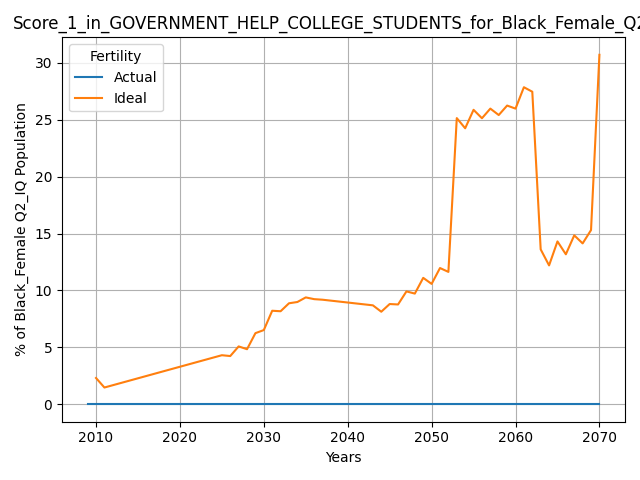 Score_1_in_GOVERNMENT_HELP_COLLEGE_STUDENTS_for_Black_Female_Q2
Fertility
Actual
Ideal
% of Black_Female Q2_IQ Population
30
25
20
15
10
5
0
2010 2020 2030 2040 2050 2060 2070
Years